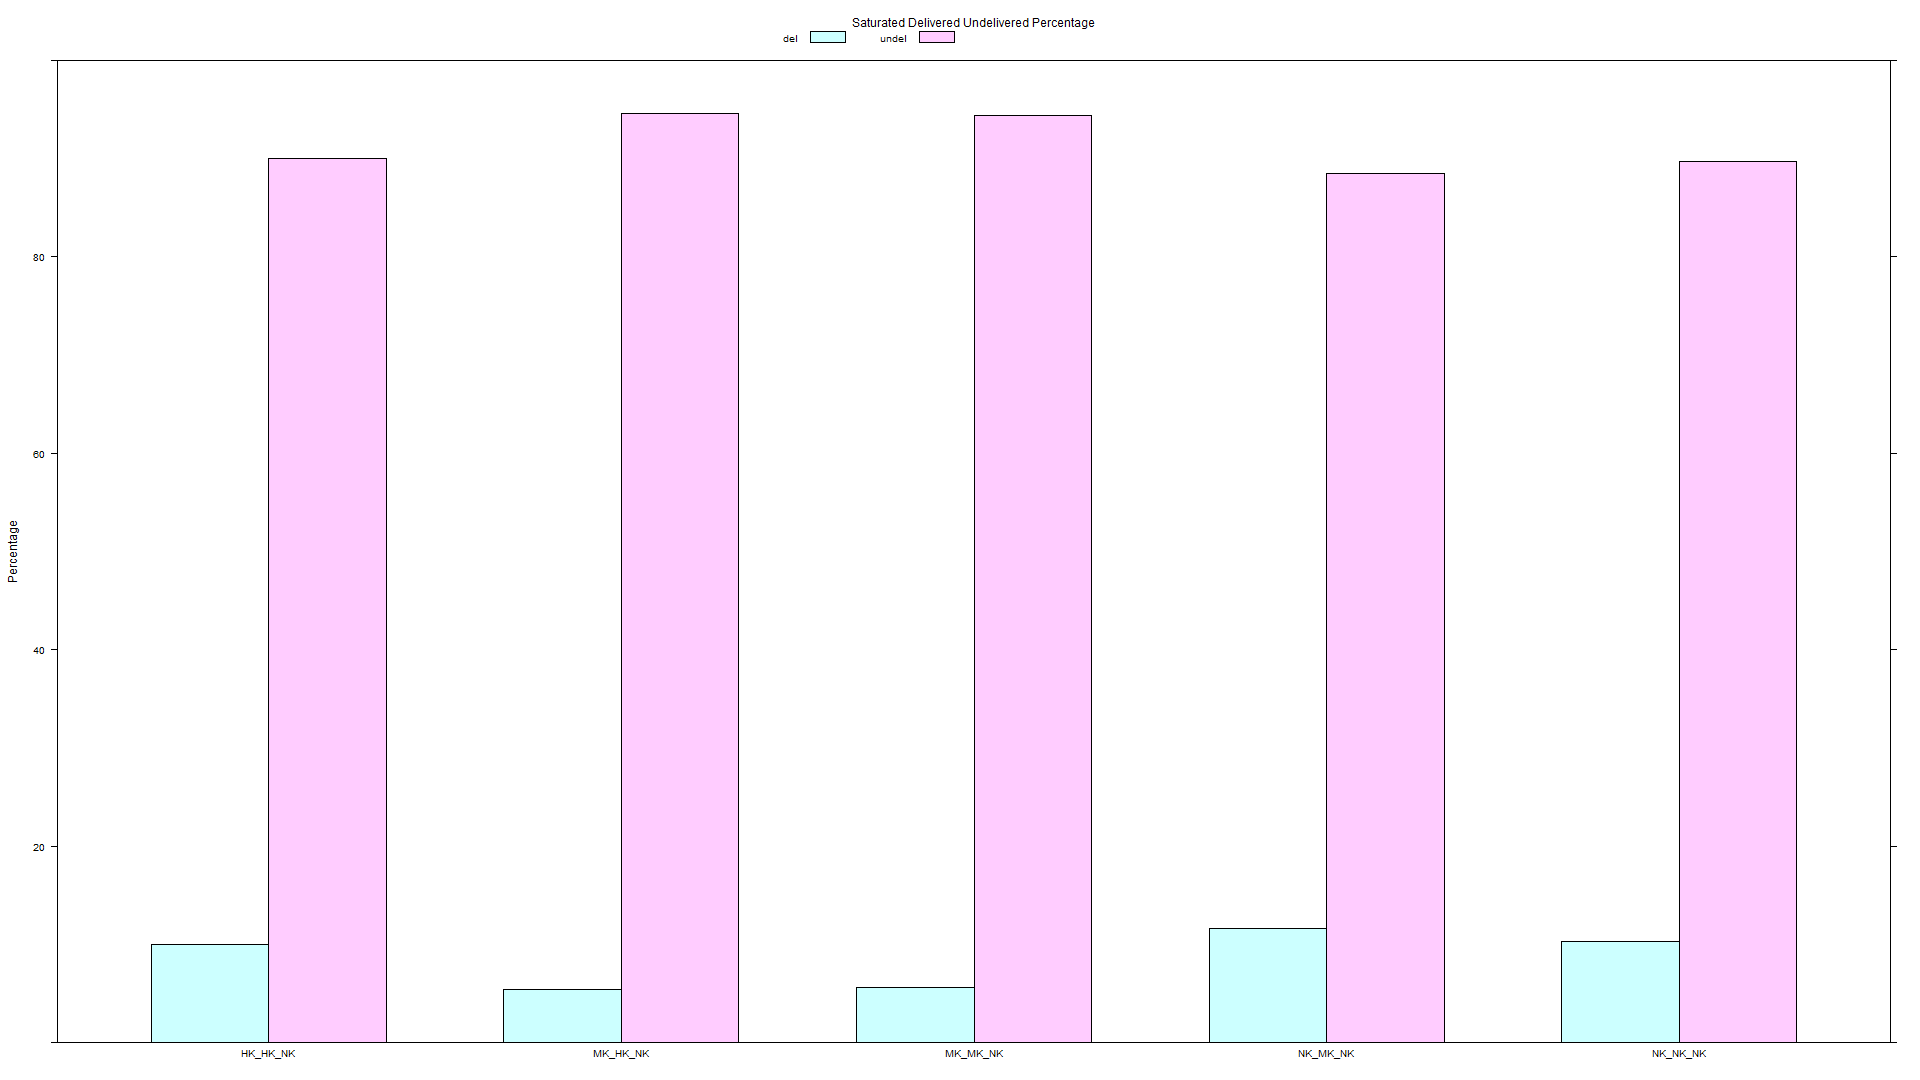 Saturated Delivered Undelivered Percentage
del undel
80
60
Percentage
40
20
HK_HK_NK MK_HK_NK MK_MK_NK NK_MK_NK NK_NK_NK